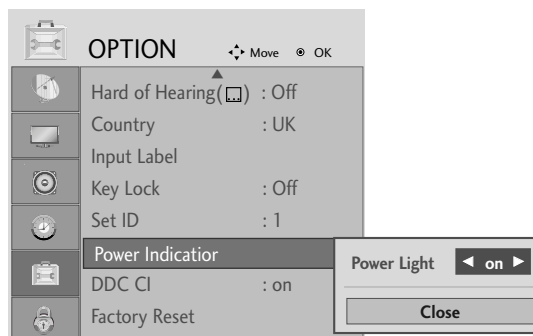 OPTION
Move OK
Hard of Hearing( ) : Off
Country : UK
Input Label
Key Lock : Off
Set ID : 1
Power Indicatior
Power Light ◄ on ►
DDC CI : on
Close
Factory Reset